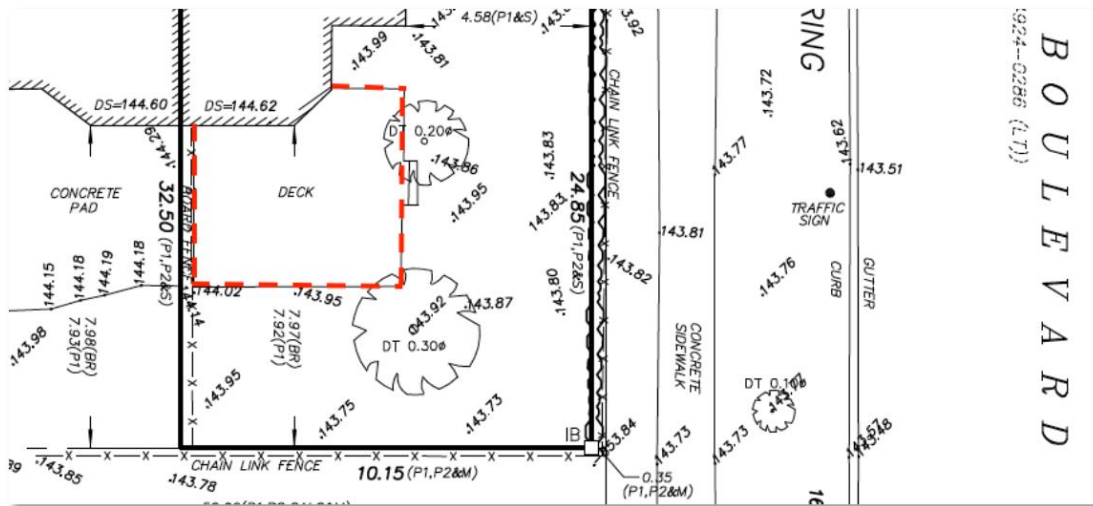 4.58(P1&S)
.143.99
.143.81
143.92
RING
BOULEVARD
924-0286 (LT))
CHAIN LINK FENCE
.143.72
.143.62
DS=144.60
DS=144.62
.144.29
DT 0.20ø
.143.86
.143.83
.143.77
.143.51
CONCRETE
PAD
32.50 (P1,P2&S)
BOARD FENCE
DECK
.143.95
143.83
24.85(P1,P2&S)
TRAFFIC
SIGN
.143.81
.143.82
.143.76
CURB
GUTTER
144.15
144.18
144.19
144.18
.144.02
.143.95
.143.92
.143.87
.143.80
.143.98
7.98(BR)
7.93(P1)
7.97(BR)
7.92(P1)
DT 0.30ø
CONCRETE
SIDEWALK
DT 0.10ø
.143.95
.143.75
.143.73
IB
.143.73
.143.73
.143.85
.143.78
CHAIN LINK FENCE
10.15 (P1,P2&M)
0.35
(P1,P2&M)